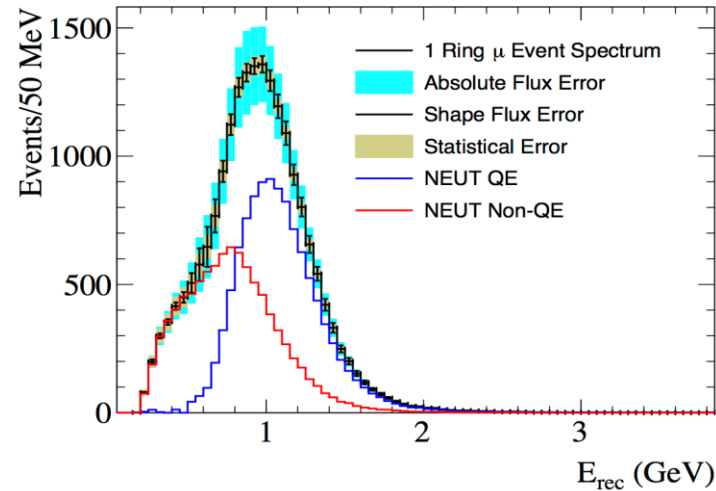 Events/50 MeV
1500
1000
500
0
1 Ring μ Event Spectrum
Absolute Flux Error
Shape Flux Error
Statistical Error
NEUT QE
NEUT Non-QE
1
2
3
E_rec (GeV)